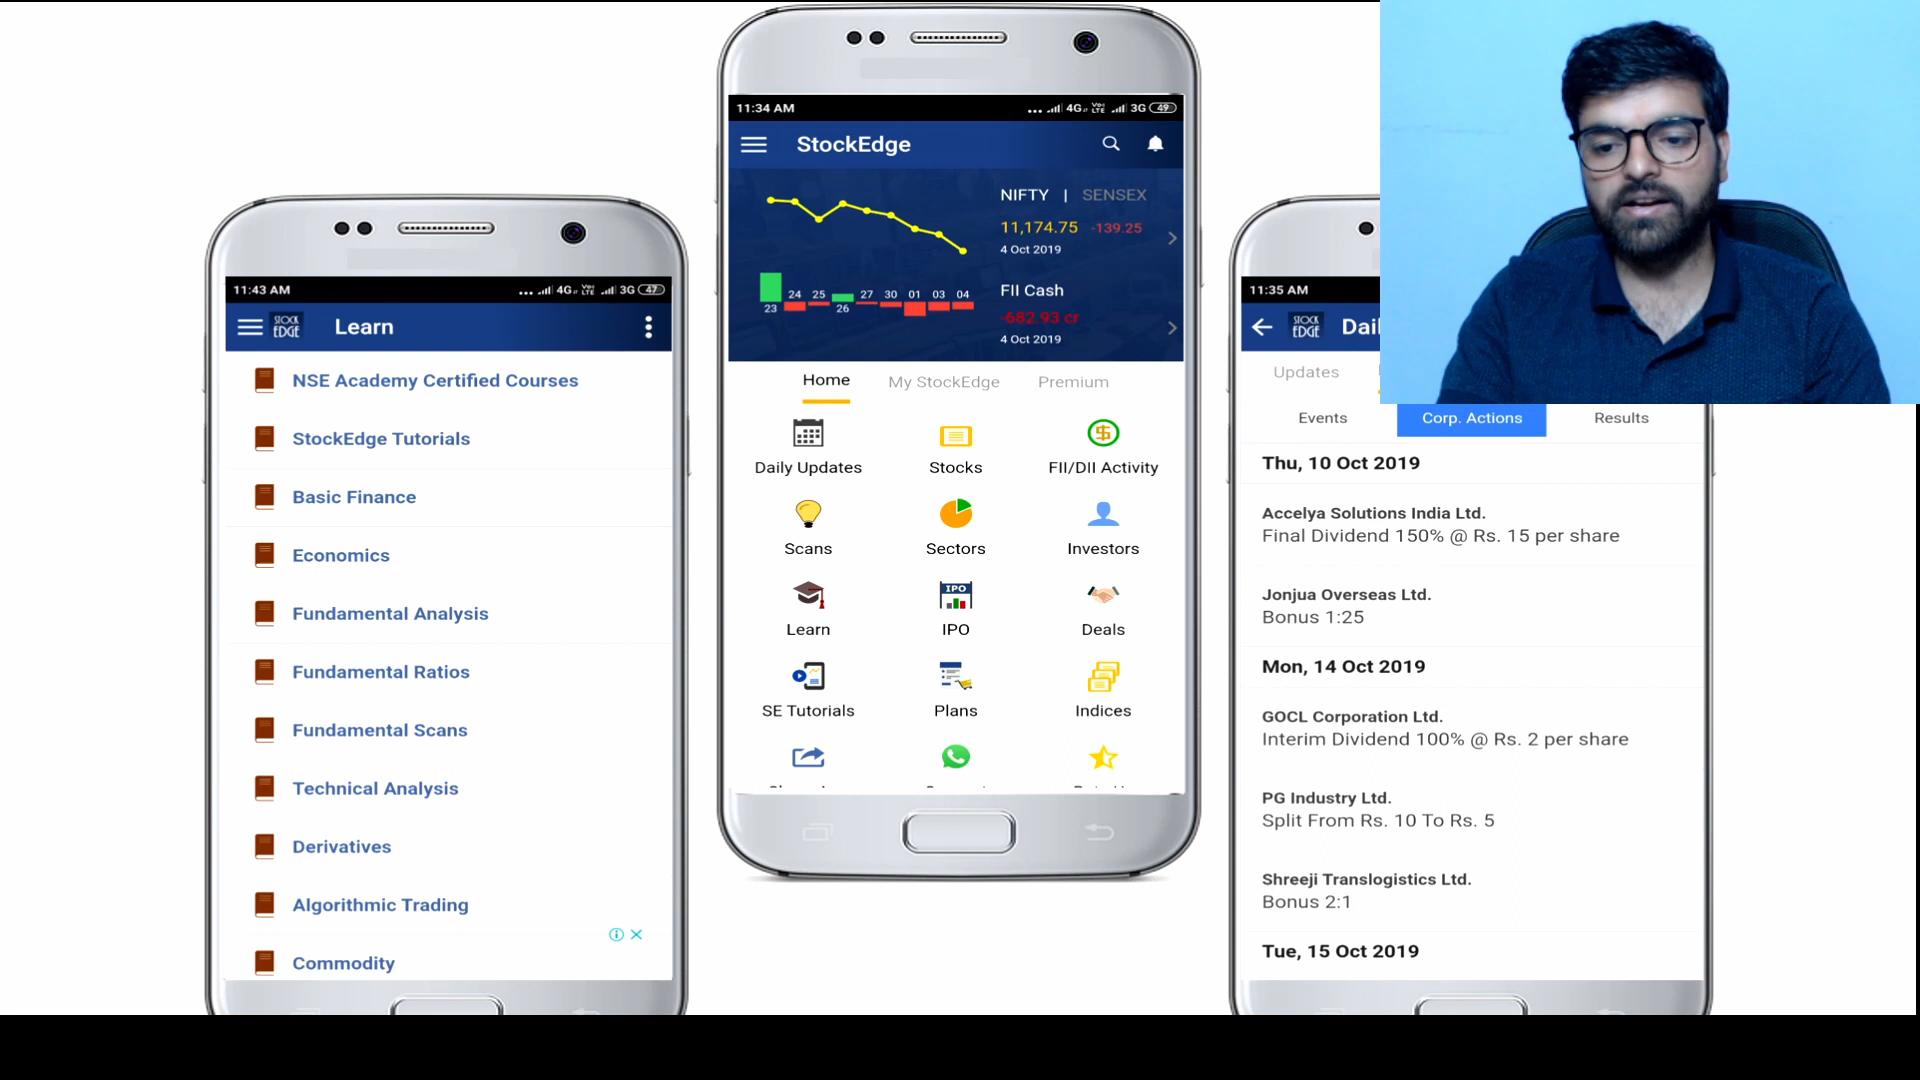 11:43 AM
4G VoLTE 3G 47
STOCK EDGE
Learn
NSE Academy Certified Courses
StockEdge Tutorials
Basic Finance
Economics
Fundamental Analysis
Fundamental Ratios
Fundamental Scans
Technical Analysis
Derivatives
Algorithmic Trading
Commodity
11:34 AM
4G VoLTE 3G 49
StockEdge
NIFTY | SENSEX
11,174.75 -139.25
4 Oct 2019
23 24 25 26 27 30 01 03 04
FII Cash
-682.93 cr
4 Oct 2019
Home My StockEdge Premium
Daily Updates Stocks FII/DII Activity
Scans Sectors Investors
IPO
Learn IPO Deals
SE Tutorials Plans Indices
11:35 AM
STOCK EDGE
Dai
Updates
Events Corp. Actions Results
Thu, 10 Oct 2019
Accelya Solutions India Ltd.
Final Dividend 150% @ Rs. 15 per share
Jonjua Overseas Ltd.
Bonus 1:25
Mon, 14 Oct 2019
GOCL Corporation Ltd.
Interim Dividend 100% @ Rs. 2 per share
PG Industry Ltd.
Split From Rs. 10 To Rs. 5
Shreeji Translogistics Ltd.
Bonus 2:1
Tue, 15 Oct 2019